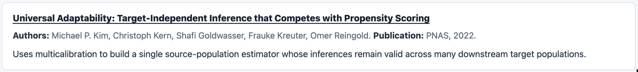 Universal Adaptability: Target-Independent Inference that Competes with Propensity Scoring
Authors: Michael P. Kim, Christoph Kern, Shafi Goldwasser, Frauke Kreuter, Omer Reingold. Publication: PNAS, 2022.
Uses multicalibration to build a single source-population estimator whose inferences remain valid across many downstream target populations.